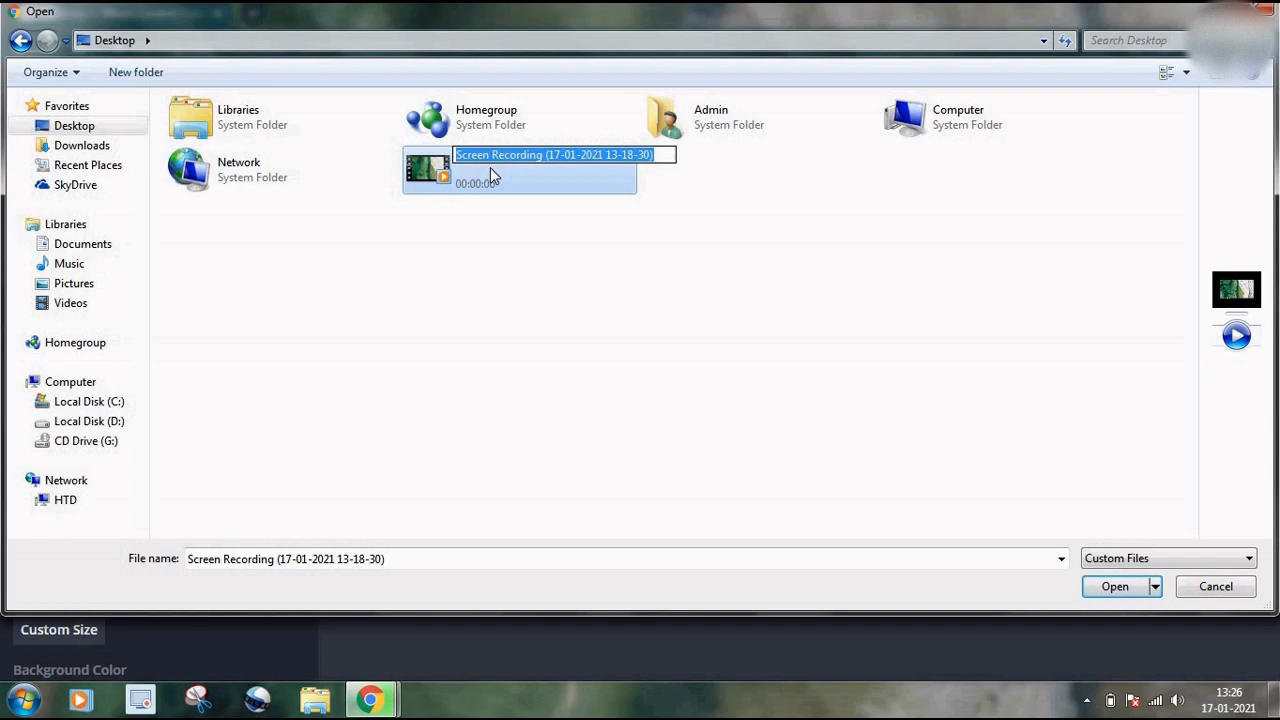 Open
Desktop
Search Desktop
Organize
New folder
Favorites
Desktop
Downloads
Recent Places
SkyDrive
Libraries
Documents
Music
Pictures
Videos
Homegroup
Computer
Local Disk (C:)
Local Disk (D:)
CD Drive (G:)
Network
HTD
Libraries
System Folder
Homegroup
System Folder
Admin
System Folder
Computer
System Folder
Network
System Folder
Screen Recording (17-01-2021 13-18-30)
File name: Screen Recording (17-01-2021 13-18-30)
Custom Files
Open
Cancel
Custom Size
Background Color
13:26
17-01-2021